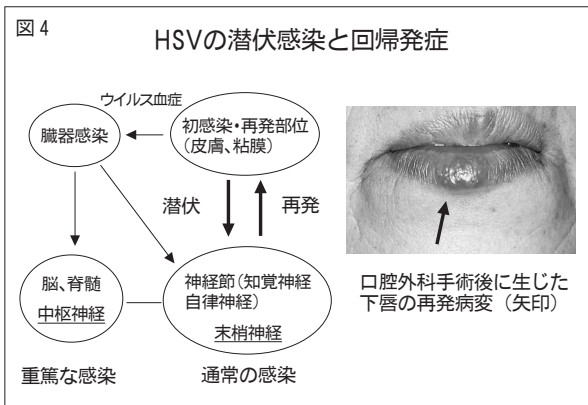 図4
HSVの潜伏感染と回帰発症
ウイルス血症
臓器感染
初感染・再発部位
(皮膚、粘膜)
潜伏
再発
脳、脊髄
中枢神経
神経節(知覚神経
自律神経)
末梢神経
重篤な感染
通常の感染
口腔外科手術後に生じた
下唇の再発病変(矢印)